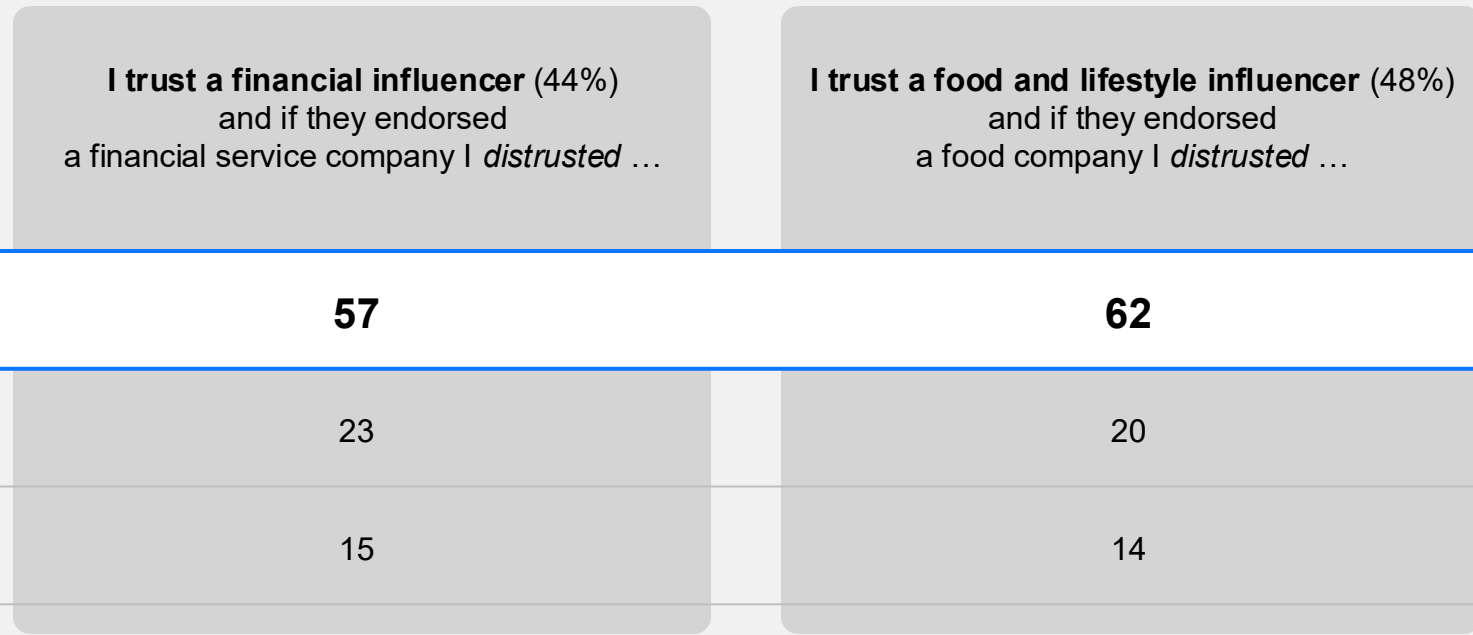 I trust a financial influencer (44%)
and if they endorsed
a financial service company I distrusted …
I trust a food and lifestyle influencer (48%)
and if they endorsed
a food company I distrusted …
57
62
23
20
15
14